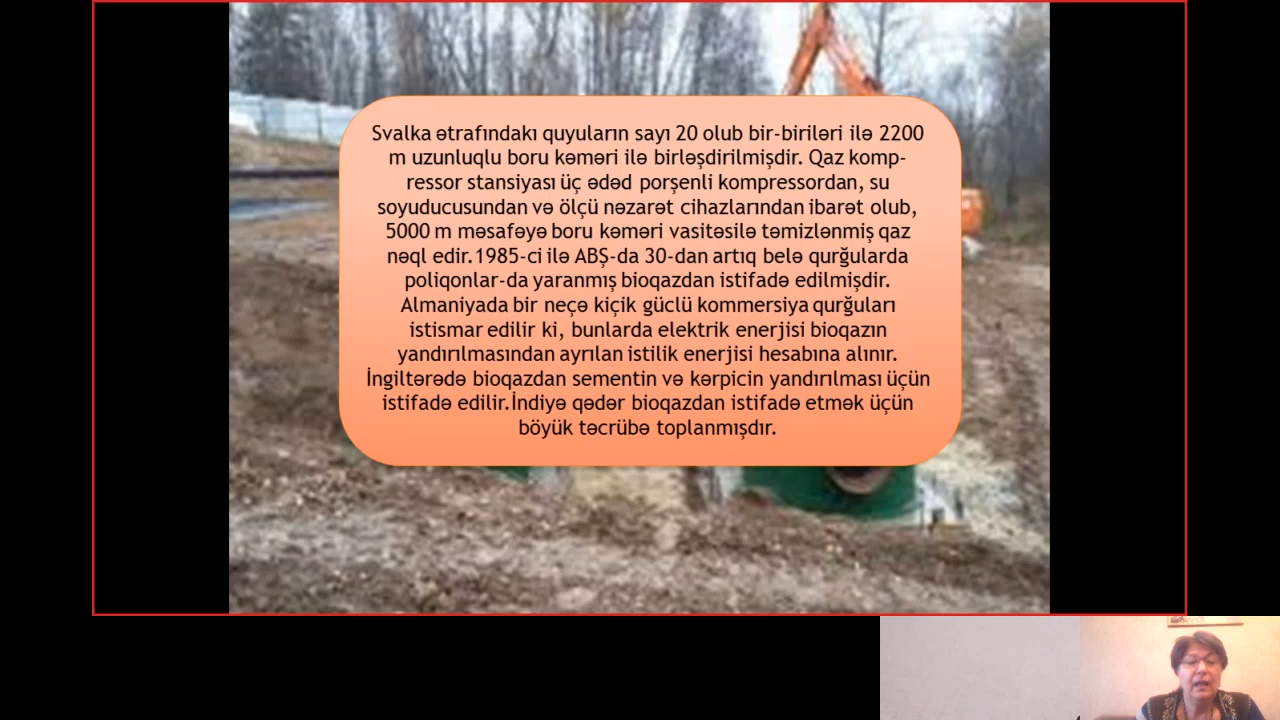 Svalka ətrafındakı quyuların sayı 20 olub bir-biriləri ilə 2200
m uzunluqlu boru kəməri ilə birləşdirilmişdir. Qaz komp-
ressor stansiyası üç ədəd porşenli kompressordan, su
soyuducusundan və ölçü nəzarət cihazlarından ibarət olub,
5000 m məsafəyə boru kəməri vasitəsilə təmizlənmiş qaz
nəql edir.1985-ci ilə ABŞ-da 30-dan artıq belə qurğularda
poliqonlar-da yaranmış bioqazdan istifadə edilmişdir.
Almaniyada bir neçə kiçik güclü kommersiya qurğuları
istismar edilir ki, bunlarda elektrik enerjisi bioqazın
yandırılmasından ayrılan istilik enerjisi hesabına alınır.
İngiltərədə bioqazdan sementin və kərpicin yandırılması üçün
istifadə edilir.İndiyə qədər bioqazdan istifadə etmək üçün
böyük təcrübə toplanmışdır.